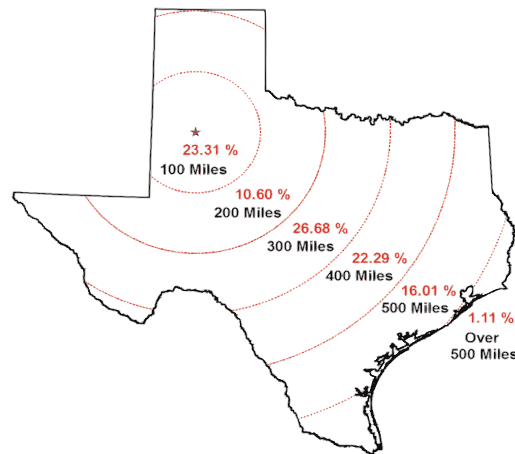 23.31 %
100 Miles
10.60 %
200 Miles
26.68 %
300 Miles
22.29 %
400 Miles
16.01 %
500 Miles
1.11 %
Over
500 Miles